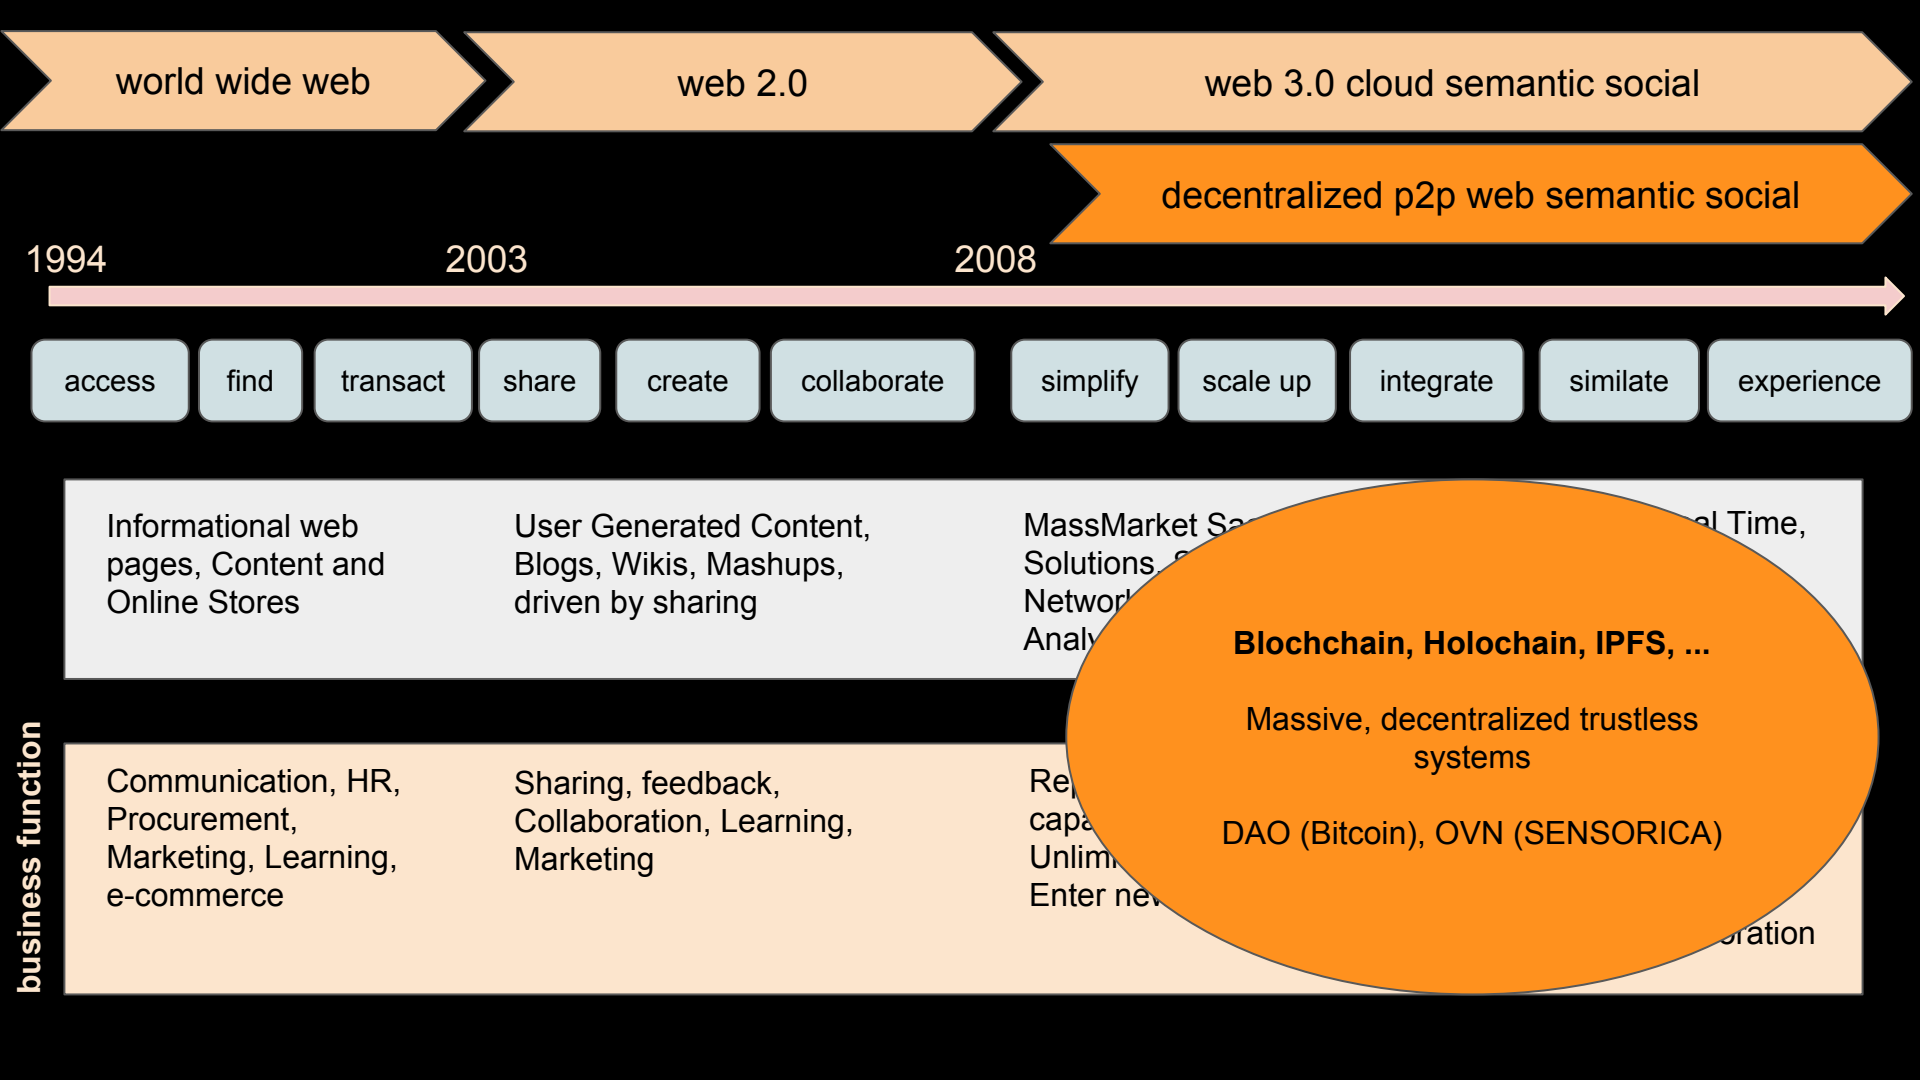 world wide web
web 2.0
web 3.0 cloud semantic social
decentralized p2p web semantic social
1994
2003
2008
access
find
transact
share
create
collaborate
simplify
scale up
integrate
similate
experience
Informational web
pages, Content and
Online Stores
User Generated Content,
Blogs, Wikis, Mashups,
driven by sharing
MassMarket
Solutions,
Time,
Blochchain, Holochain, IPFS, ...
Massive, decentralized trustless
systems
DAO (Bitcoin), OVN (SENSORICA)
business function
Communication, HR,
Procurement,
Marketing, Learning,
e-commerce
Sharing, feedback,
Collaboration, Learning,
Marketing
Enter